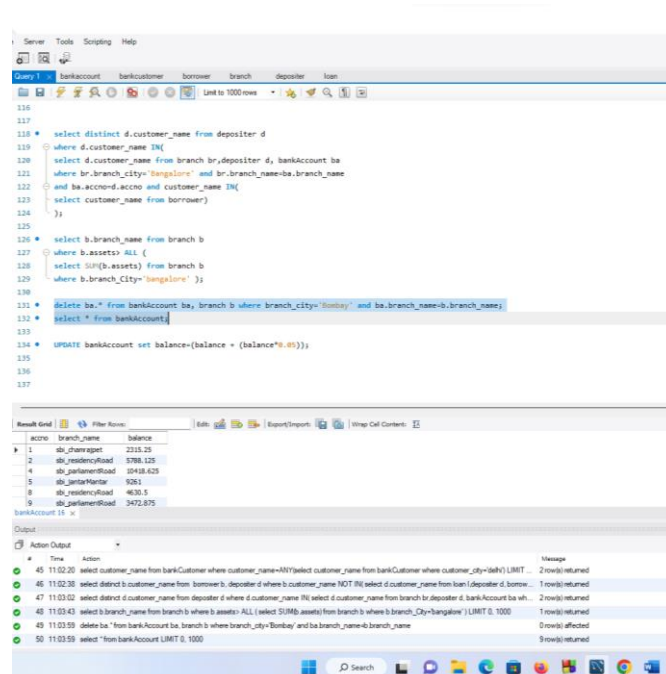 Server Tools Scripting Help
Query 1 bankaccount bankcustomer borrower branch depositer loan
Limit to 1000 rows
116
117
118 select distinct d.customer_name from depositer d
119 where d.customer_name IN(
120 select d.customer_name from branch br,depositer d, bankAccount ba
121 where br.branch_city='Bangalore' and br.branch_name=ba.branch_name
122 and ba.accno=d.accno and customer_name IN(
123 select customer_name from borrower)
124 );
125
126 select b.branch_name from branch b
127 where b.assets> ALL (
128 select SUM(b.assets) from branch b
129 where b.branch_City='bangalore' );
130
131 delete ba.* from bankAccount ba, branch b where branch_city='Bombay' and ba.branch_name=b.branch_name;
132 select * from bankAccount;
133
134 UPDATE bankAccount set balance=(balance + (balance*0.05));
135
136
137
Result Grid Filter Rows: Edit: Export/Import: Wrap Cell Content:
accno branch_name balance
1 sbi_chamrajpet 2315.25
2 sbi_residencyRoad 5788.125
4 sbi_parliamentRoad 10418.625
5 sbi_jantarMantar 9261
8 sbi_residencyRoad 4630.5
9 sbi_parliamentRoad 3472.875
bankAccount 16
Output
Action Output
# Time Action Message
45 11:02:20 select customer_name from bankCustomer where customer_name=ANY(select customer_name from bankCustomer where customer_city='delhi') LIMIT ... 2 row(s) returned
46 11:02:38 select distinct b.customer_name from borrower b, depositer d where b.customer_name NOT IN( select d.customer_name from loan l,depositer d, borrow... 1 row(s) returned
47 11:03:02 select distinct d.customer_name from depositer d where d.customer_name IN( select d.customer_name from branch br,depositer d, bankAccount ba wh... 2 row(s) returned
48 11:03:43 select b.branch_name from branch b where b.assets> ALL ( select SUM(b.assets) from branch b where b.branch_City='bangalore' ) LIMIT 0, 1000 1 row(s) returned
49 11:03:59 delete ba.* from bankAccount ba, branch b where branch_city='Bombay' and ba.branch_name=b.branch_name 0 row(s) affected
50 11:03:59 select * from bankAccount LIMIT 0, 1000 9 row(s) returned
Search